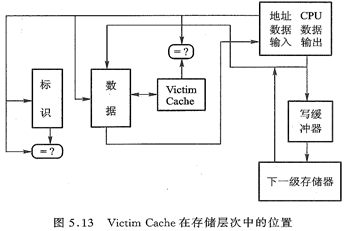 地址 CPU
数据 数据
输入 输出
=?
标
识
数
据
Victim
Cache
=?
写缓
冲器
下一级存储器
图 5.13 Victim Cache 在存储层次中的位置